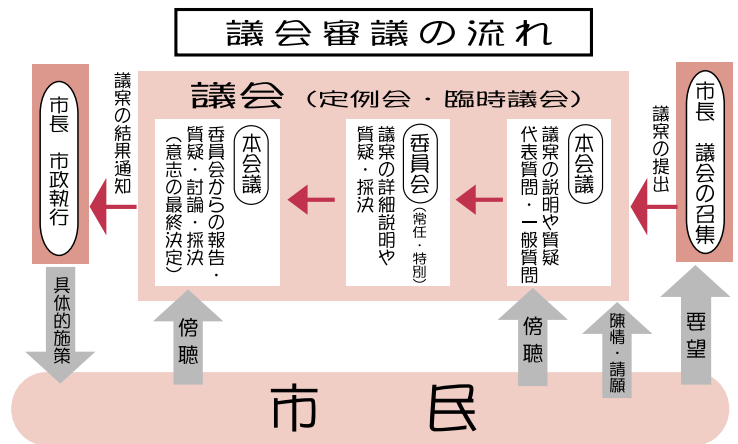 議会審議の流れ
市長　議会の召集
議案の提出
議会（定例会・臨時議会）
本会議
議案の説明や質疑
代表質問・一般質問
委員会（常任・特別）
議案の詳細説明や
質疑・採決
本会議
委員会からの報告・
質疑・討論・採決
（意志の最終決定）
議案の結果通知
市長　市政執行
具体的施策
傍聴
傍聴
陳情・請願
要望
市民